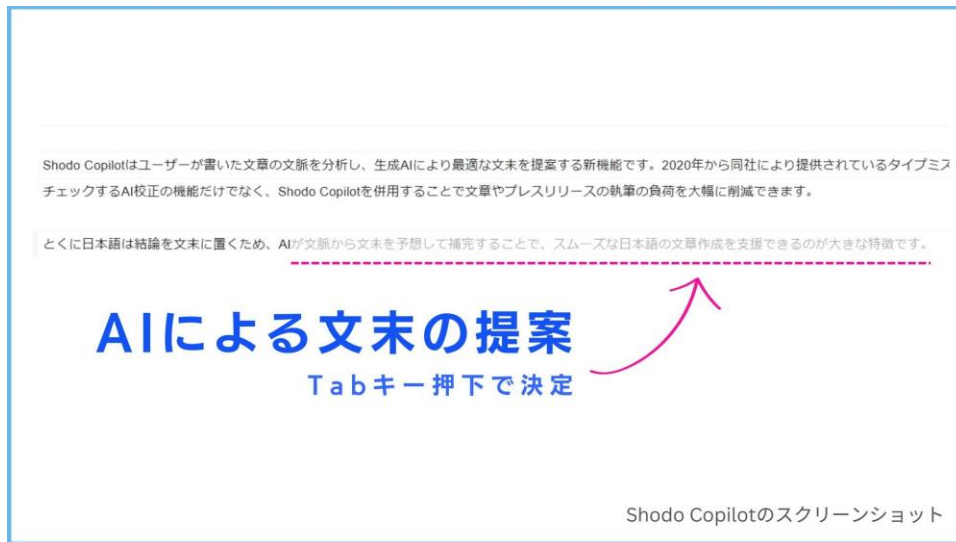 Shodo Copilotはユーザーが書いた文章の文脈を分析し、生成AIにより最適な文末を提案する新機能です。2020年から同社により提供されているタイプミス
チェックするAI校正の機能だけでなく、Shodo Copilotを併用することで文章やプレスリリースの執筆の負荷を大幅に削減できます。
とくに日本語は結論を文末に置くため、AIが文脈から文末を予想して補完することで、スムーズな日本語の文章作成を支援できるのが大きな特徴です。
AIによる文末の提案
Tabキー押下で決定
Shodo Copilotのスクリーンショット